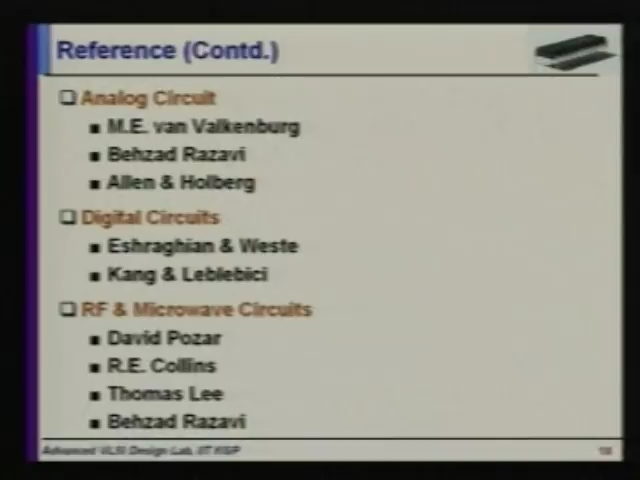 Reference (Contd.)
Analog Circuit
M.E. van Valkenburg
Behzad Razavi
Allen & Holberg
Digital Circuits
Eshraghian & Weste
Kang & Leblebici
RF & Microwave Circuits
David Pozar
R.E. Collins
Thomas Lee
Behzad Razavi
Advanced VLSI Design Lab, IIT KGP